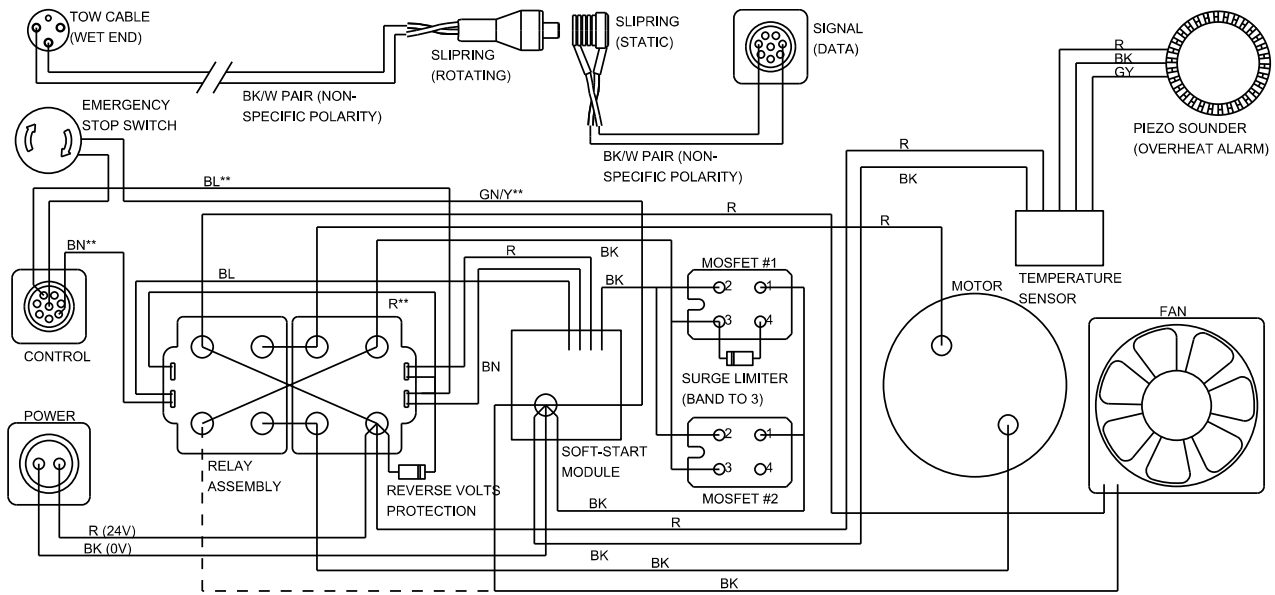 TOW CABLE
(WET END)
SLIPRING
(ROTATING)
SLIPRING
(STATIC)
SIGNAL
(DATA)
R
BK
GY
PIEZO SOUNDER
(OVERHEAT ALARM)
BK/W PAIR (NON-
SPECIFIC POLARITY)
BK/W PAIR (NON-
SPECIFIC POLARITY)
EMERGENCY
STOP SWITCH
R
BK
BL**
GN/Y**
R
R
BN**
BL
R
BK
BK
R**
BN
CONTROL
MOSFET #1
2
1
3
4
SURGE LIMITER
(BAND TO 3)
MOTOR
TEMPERATURE
SENSOR
FAN
POWER
RELAY
ASSEMBLY
REVERSE VOLTS
PROTECTION
SOFT-START
MODULE
2
1
3
4
MOSFET #2
BK
R
R (24V)
BK (0V)
BK
BK
BK